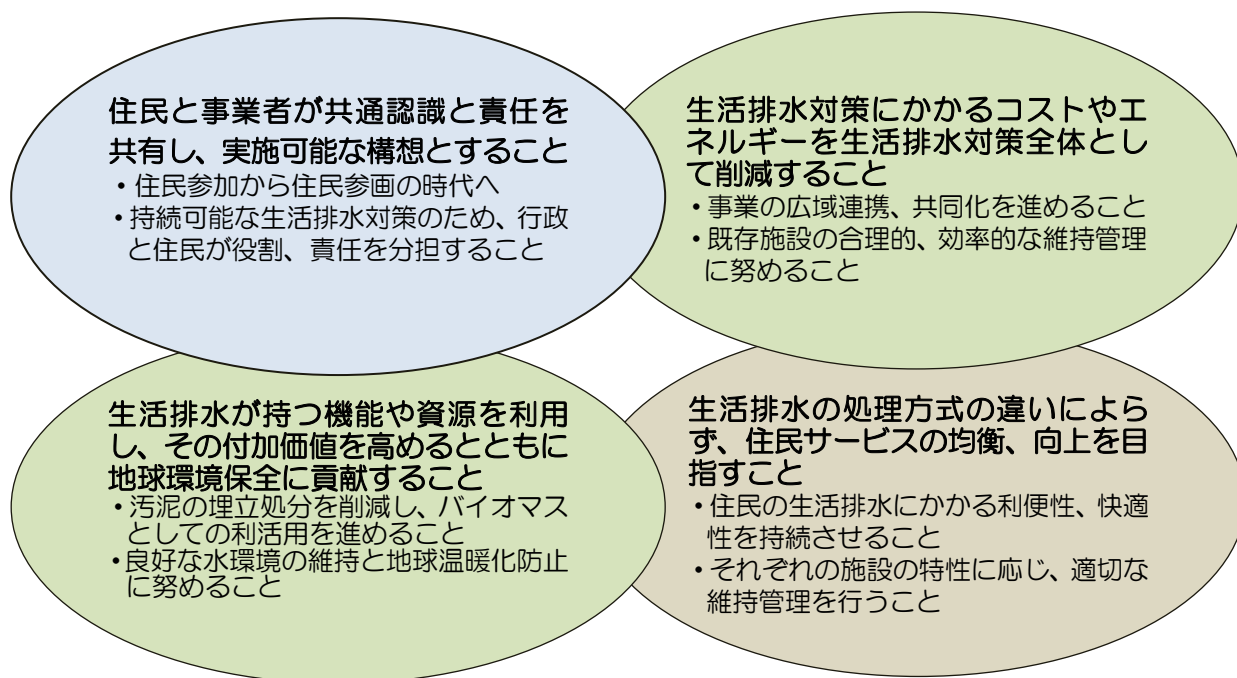 住民と事業者が共通認識と責任を
共有し、実施可能な構想とすること
・住民参加から住民参画の時代へ
・持続可能な生活排水対策のため、行政
と住民が役割、責任を分担すること
生活排水対策にかかるコストやエ
ネルギーを生活排水対策全体とし
て削減すること
・事業の広域連携、共同化を進めること
・既存施設の合理的、効率的な維持管理
に努めること
生活排水が持つ機能や資源を利用
し、その付加価値を高めるとともに
地球環境保全に貢献すること
・汚泥の埋立処分を削減し、バイオマス
としての利活用を進めること
・良好な水環境の維持と地球温暖化防止
に努めること
生活排水の処理方式の違いによら
ず、住民サービスの均衡、向上を目
指すこと
・住民の生活排水にかかる利便性、快適
性を持続させること
・それぞれの施設の特性に応じ、適切な
維持管理を行うこと